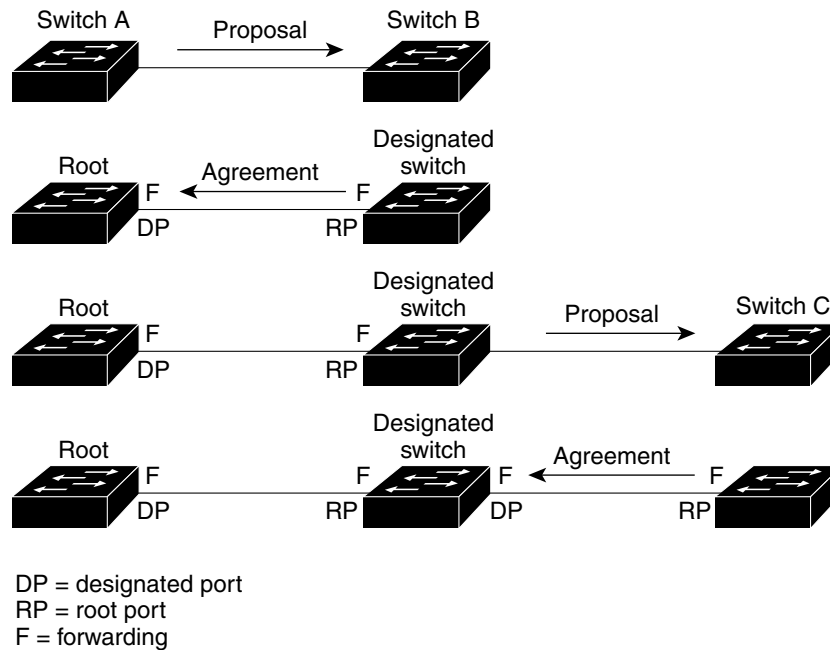 Switch A
Proposal
Switch B
Root
Designated
switch
F
Agreement
F
DP
RP
Root
Designated
switch
Proposal
Switch C
F
F
DP
RP
Root
Designated
switch
Agreement
F
F
F
F
DP
RP
DP
RP
DP = designated port
RP = root port
F = forwarding